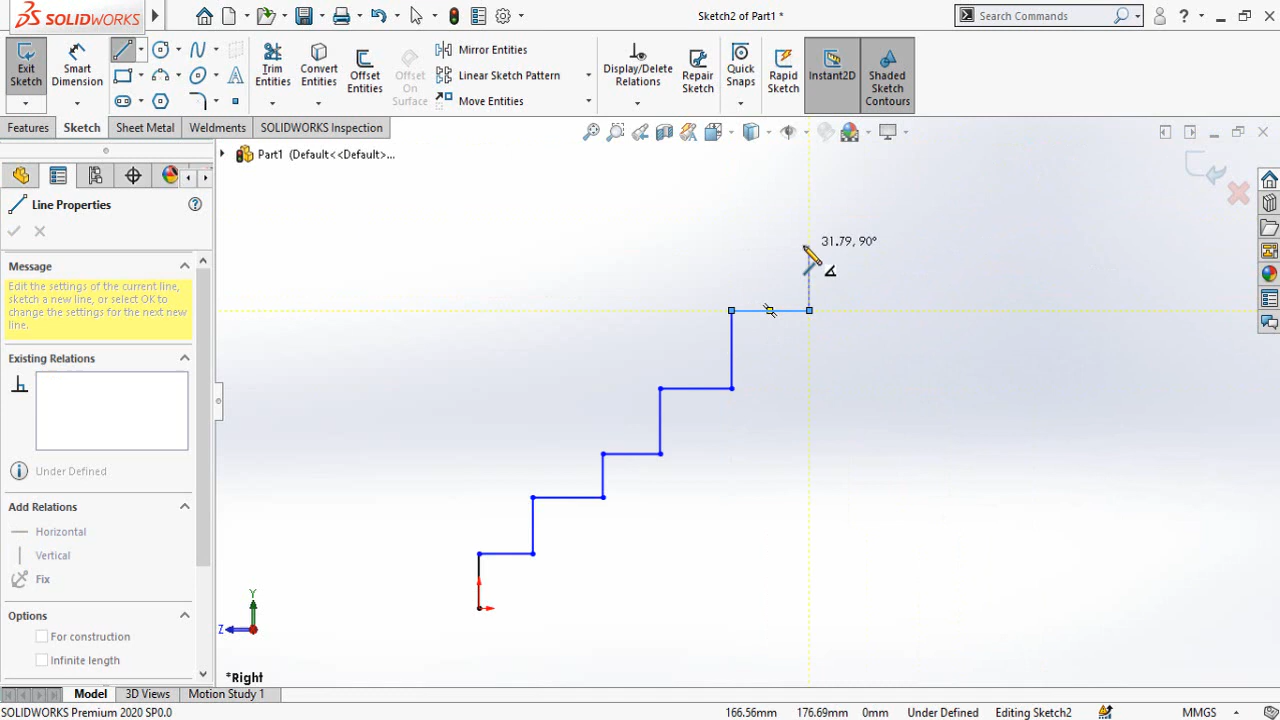 SOLIDWORKS
Sketch2 of Part1 *
Search Commands
?
Exit Sketch
Smart Dimension
Trim Entities
Convert Entities
Offset Entities
Offset On Surface
Mirror Entities
Linear Sketch Pattern
Move Entities
Display/Delete Relations
Repair Sketch
Quick Snaps
Rapid Sketch
Instant2D
Shaded Sketch Contours
Features
Sketch
Sheet Metal
Weldments
SOLIDWORKS Inspection
Part1 (Default<<Default>...
Line Properties
Message
Edit the settings of the current line,
sketch a new line, or select OK to
change the settings for the next new
line.
Existing Relations
Under Defined
Add Relations
Horizontal
Vertical
Fix
Options
For construction
Infinite length
31.79, 90°
Y
Z
*Right
Model
3D Views
Motion Study 1
SOLIDWORKS Premium 2020 SP0.0
166.56mm
176.69mm
0mm
Under Defined
Editing Sketch2
MMGS